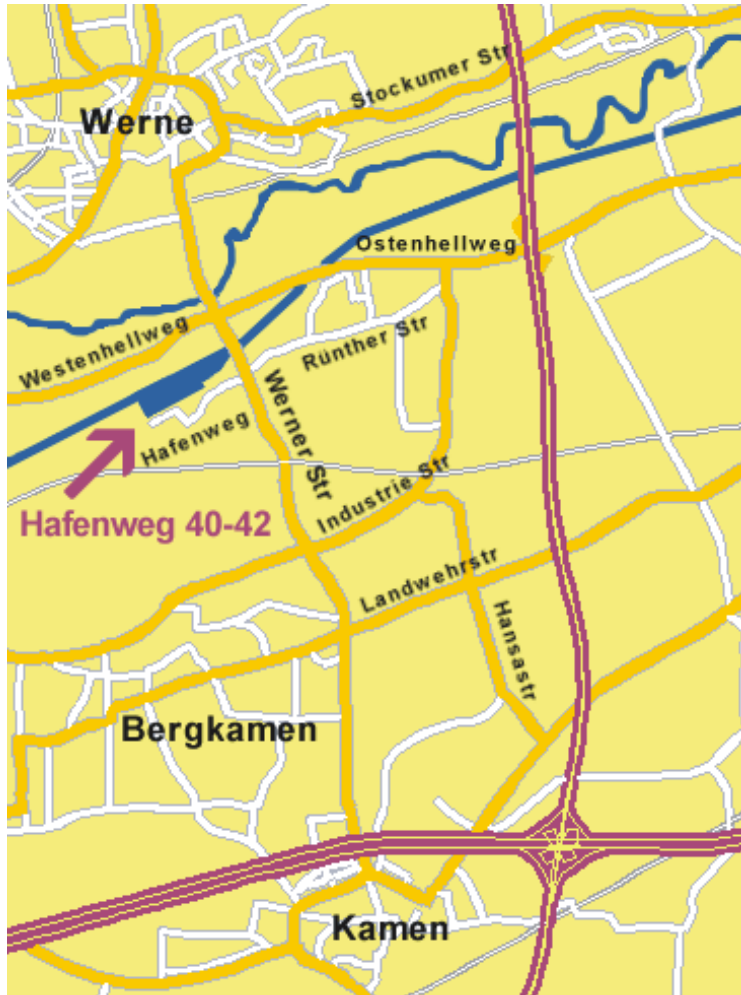 Stockumer Str
Werne
Ostenhellweg
Westenhellweg
Rünther Str
Werner Str
Hafenweg
Industrie Str
Hafenweg 40-42
Landwehrstr
Hansastr
Bergkamen
Kamen